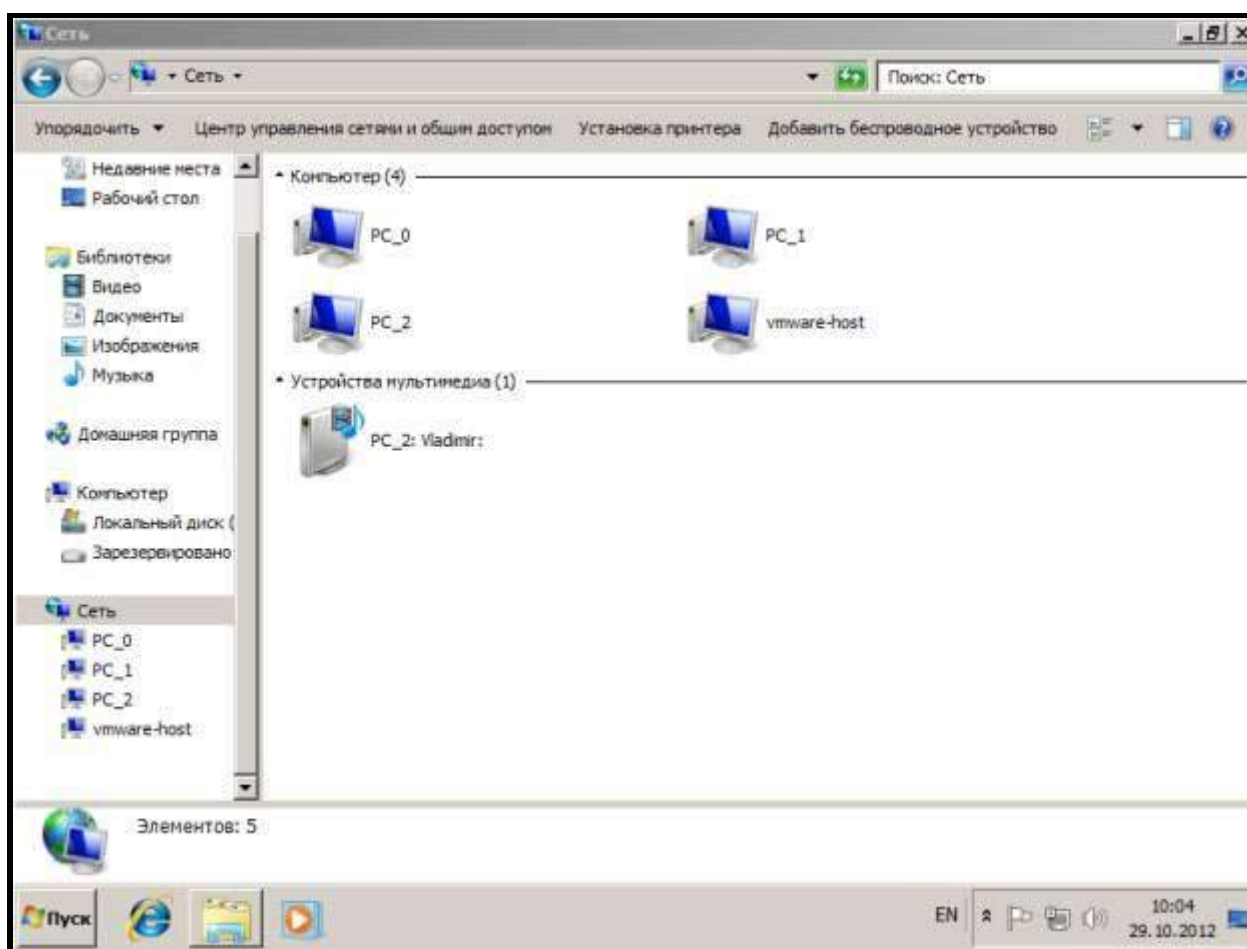 Сеть
Сеть
Поиск: Сеть
Упорядочить Центр управления сетями и общим доступом Установка принтера Добавить беспроводное устройство
Недавние места
Рабочий стол
Библиотеки
Видео
Документы
Изображения
Музыка
Домашняя группа
Компьютер
Локальный диск (
Зарезервировано
Сеть
PC_0
PC_1
PC_2
vmware-host
Компьютер (4)
PC_0
PC_1
PC_2
vmware-host
Устройства мультимедиа (1)
PC_2: Vladimir:
Элементов: 5
Пуск
EN
10:04
29.10.2012